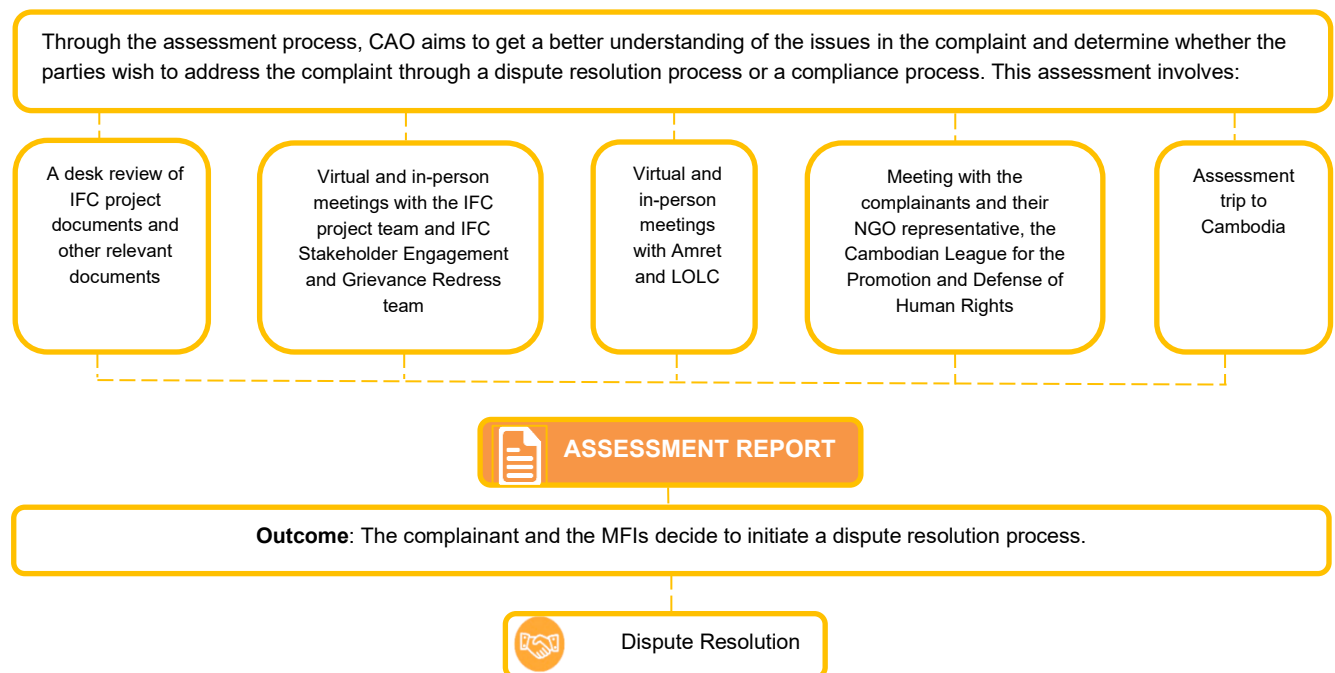 Through the assessment process, CAO aims to get a better understanding of the issues in the complaint and determine whether the
parties wish to address the complaint through a dispute resolution process or a compliance process. This assessment involves:
A desk review of
IFC project
documents and
other relevant
documents
Virtual and in-person
meetings with the IFC
project team and IFC
Stakeholder Engagement
and Grievance Redress
team
Virtual and
in-person
meetings
with Amret
and LOLC
Meeting with the
complainants and their
NGO representative, the
Cambodian League for the
Promotion and Defense of
Human Rights
Assessment
trip to
Cambodia
ASSESSMENT REPORT
Outcome: The complainant and the MFIs decide to initiate a dispute resolution process.
Dispute Resolution